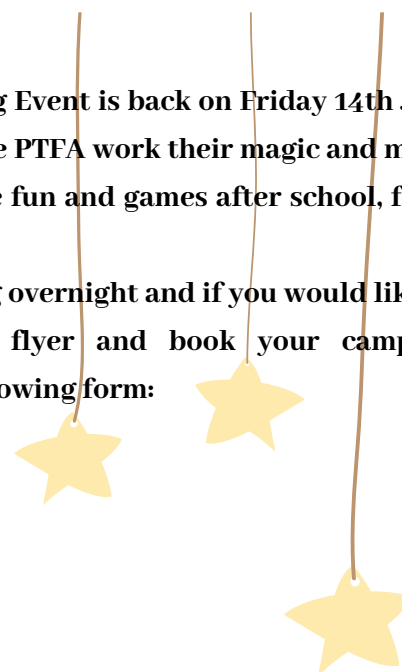 g Event is back on Friday 14th
e PTFA work their magic and m
e fun and games after school, f
g overnight and if you would lik
flyer and book your camp
owing form: